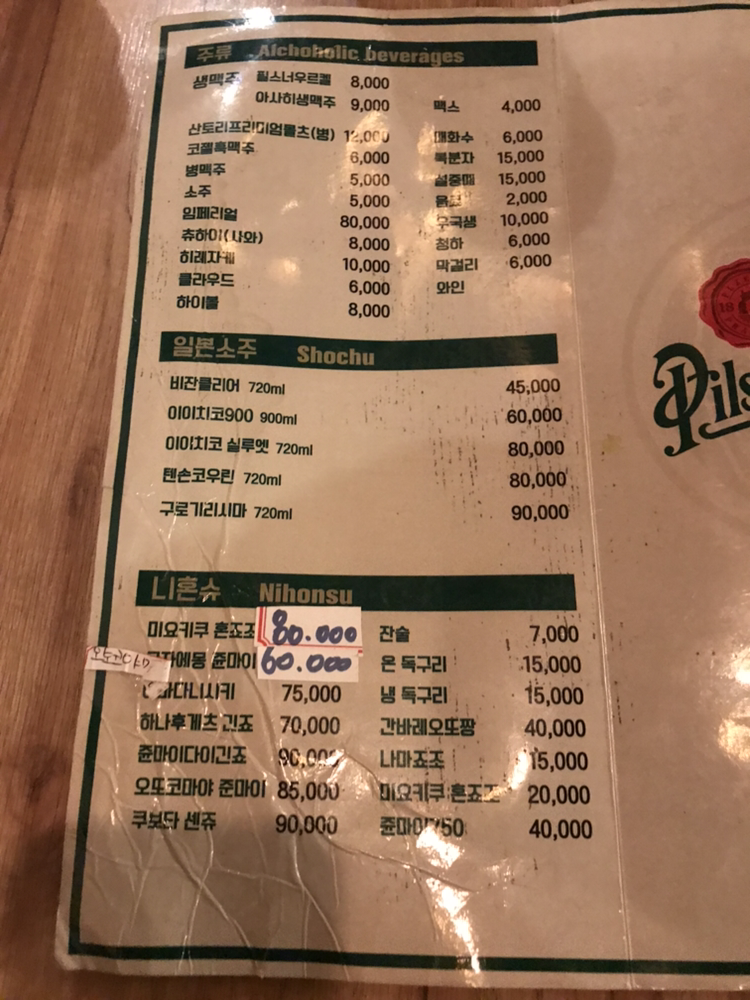 주류 Alchoholic beverages
생맥주 필스너우르켈 8,000
아사히생맥주 9,000
산토리프리미엄몰츠(병) 12,000
코젤흑맥주 6,000
병맥주 5,000
소주 5,000
임페리얼 80,000
츄하이(사와) 8,000
히레자케 10,000
클라우드 6,000
하이볼 8,000
맥스 4,000
매화수 6,000
복분자 15,000
설중매 15,000
2,000
10,000
청하 6,000
막걸리 6,000
와인
일본소주 Shochu
비잔클리어 720ml 45,000
이이치코900 900ml 60,000
이이치코 실루엣 720ml 80,000
텐손코우린 720ml 80,000
구로기리시마 720ml 90,000
니혼슈 Nihonsu
미요키쿠 혼죠조 80.000
준마이 60.000
75,000
하나후게츠 긴죠 70,000
쥰마이다이긴죠 90,000
오또코마야 준마이 85,000
쿠보타 센쥬 90,000
잔술 7,000
온 독구리 15,000
냉 독구리 15,000
간바레오또짱 40,000
나마죠조 15,000
미요키쿠 혼죠조 20,000
쥰마이750 40,000
Pils